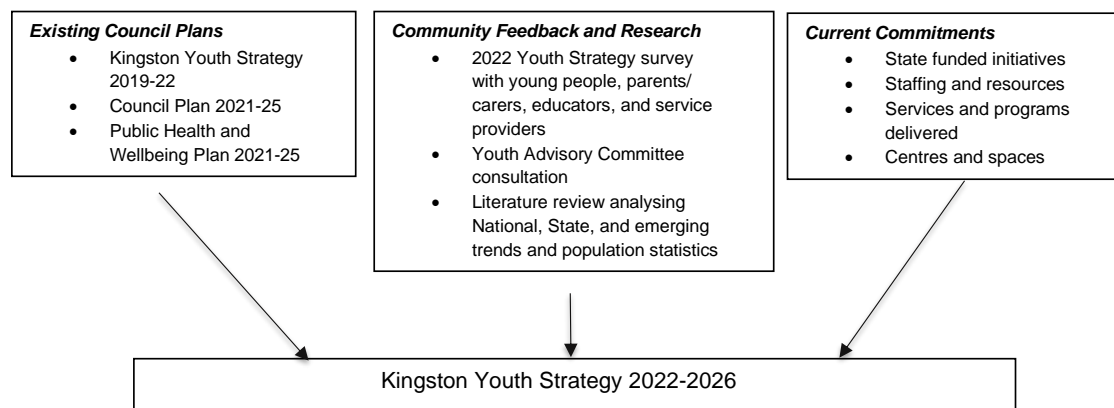 Existing Council Plans
• Kingston Youth Strategy
2019-22
• Council Plan 2021-25
• Public Health and
Wellbeing Plan 2021-25
Community Feedback and Research
• 2022 Youth Strategy survey
with young people, parents/
carers, educators, and service
providers
• Youth Advisory Committee
consultation
• Literature review analysing
National, State, and emerging
trends and population statistics
Current Commitments
• State funded initiatives
• Staffing and resources
• Services and programs
delivered
• Centres and spaces
Kingston Youth Strategy 2022-2026